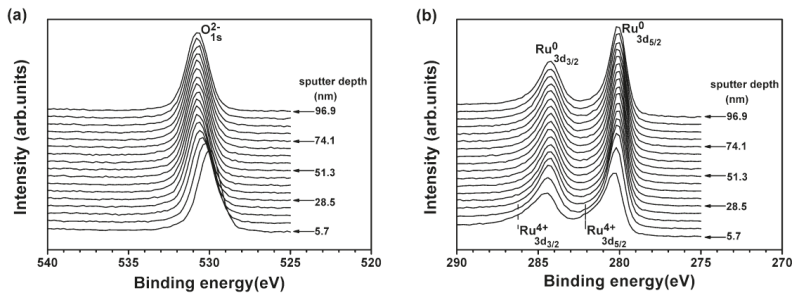 (a)
O2-
1s
sputter depth
(nm)
96.9
74.1
51.3
28.5
5.7
Intensity (arb.units)
540 535 530 525 520
Binding energy(eV)
(b)
Ru0
3d3/2
Ru0
3d5/2
sputter depth
(nm)
96.9
74.1
51.3
28.5
5.7
Ru4+
3d3/2
Ru4+
3d5/2
Intensity (arb.units)
290 285 280 275 270
Binding energy(eV)